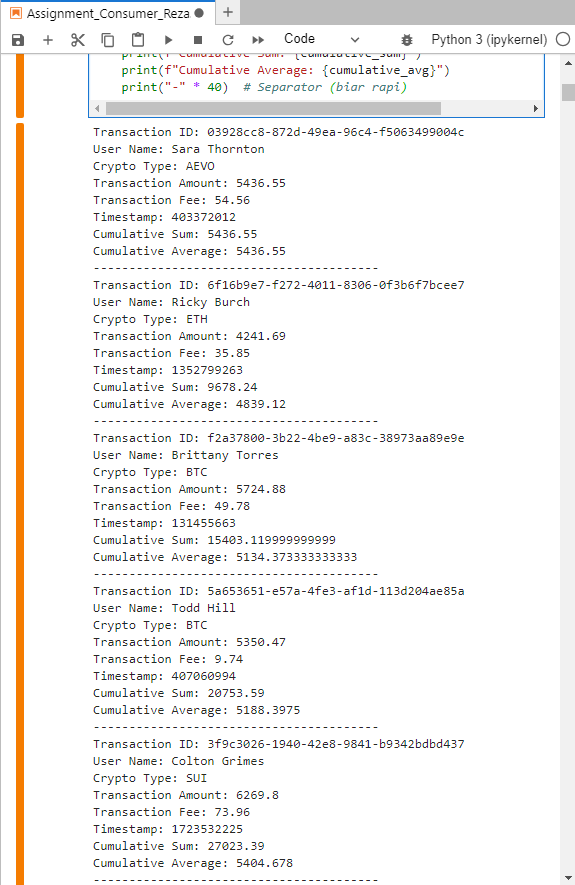 Assignment_Consumer_Reza
Code
Python 3 (ipykernel)
print(f"Cumulative Sum: {cumulative_sum}")
print(f"Cumulative Average: {cumulative_avg}")
print("-" * 40)  # Separator (biar rapi)
Transaction ID: 03928cc8-872d-49ea-96c4-f5063499004c
User Name: Sara Thornton
Crypto Type: AEVO
Transaction Amount: 5436.55
Transaction Fee: 54.56
Timestamp: 403372012
Cumulative Sum: 5436.55
Cumulative Average: 5436.55
----------------------------------------
Transaction ID: 6f16b9e7-f272-4011-8306-0f3b6f7bcee7
User Name: Ricky Burch
Crypto Type: ETH
Transaction Amount: 4241.69
Transaction Fee: 35.85
Timestamp: 1352799263
Cumulative Sum: 9678.24
Cumulative Average: 4839.12
----------------------------------------
Transaction ID: f2a37800-3b22-4be9-a83c-38973aa89e9e
User Name: Brittany Torres
Crypto Type: BTC
Transaction Amount: 5724.88
Transaction Fee: 49.78
Timestamp: 131455663
Cumulative Sum: 15403.119999999999
Cumulative Average: 5134.373333333333
----------------------------------------
Transaction ID: 5a653651-e57a-4fe3-af1d-113d204ae85a
User Name: Todd Hill
Crypto Type: BTC
Transaction Amount: 5350.47
Transaction Fee: 9.74
Timestamp: 407060994
Cumulative Sum: 20753.59
Cumulative Average: 5188.3975
----------------------------------------
Transaction ID: 3f9c3026-1940-42e8-9841-b9342bdbd437
User Name: Colton Grimes
Crypto Type: SUI
Transaction Amount: 6269.8
Transaction Fee: 73.96
Timestamp: 1723532225
Cumulative Sum: 27023.39
Cumulative Average: 5404.678
----------------------------------------